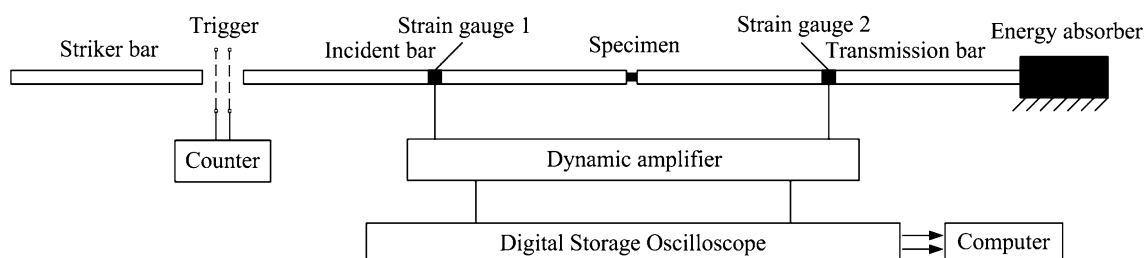 Trigger
Strain gauge 1
Strain gauge 2
Energy absorber
Striker bar
Incident bar
Specimen
Transmission bar
Counter
Dynamic amplifier
Digital Storage Oscilloscope
Computer